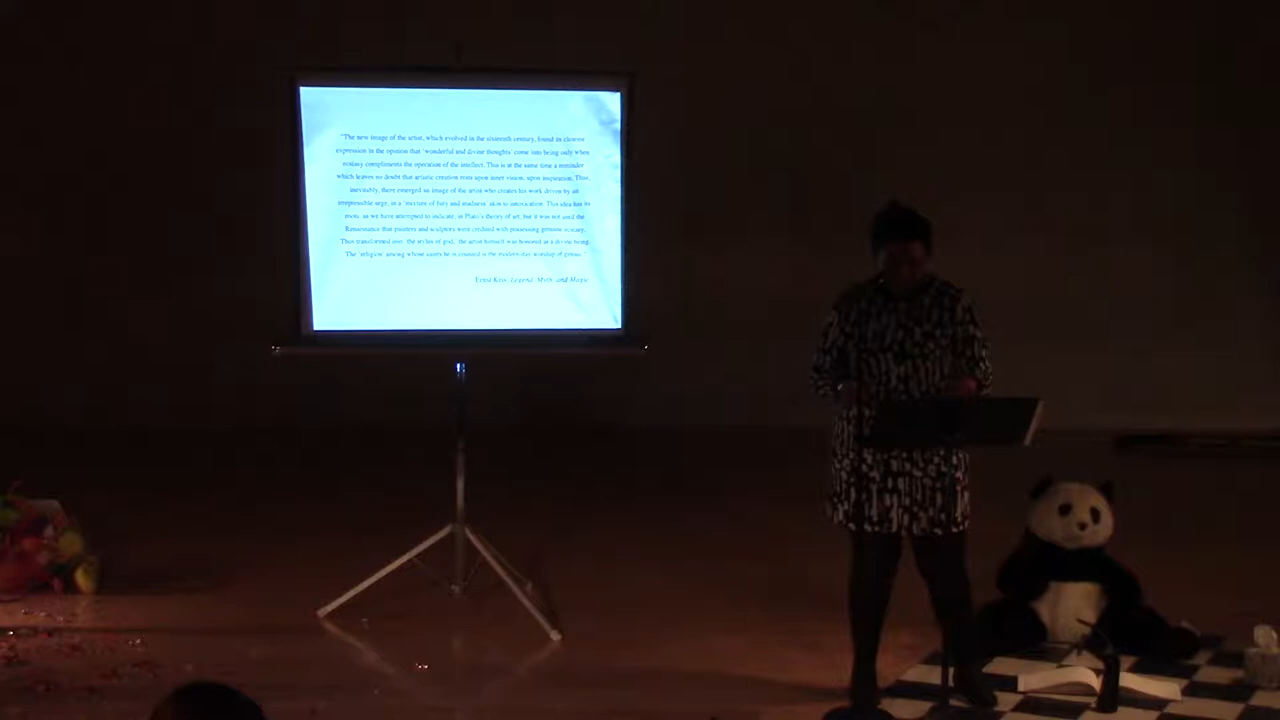 "The new image of the artist, which evolved in the sixteenth century, found its clearest
expression in the opinion that 'wonderful and divine thoughts' come into being only when
ecstasy compliments the operation of the intellect. This is at the same time a reminder
which leaves no doubt that artistic creation rests upon inner vision, upon inspiration. Thus,
inevitably, there emerged an image of the artist who creates his work driven by an
irrepressible urge, in a 'mixture of fury and madness' akin to intoxication. This idea has its
roots, as we have attempted to indicate, in Plato's theory of art; but it was not until the
Renaissance that painters and sculptors were credited with possessing genuine ecstasy.
Thus transformed into 'the stylus of god,' the artist himself was honored as a divine being.
The 'religion' among whose saints he is counted is the modern-day worship of genius."
Ernst Kris, Legend, Myth, and Magic